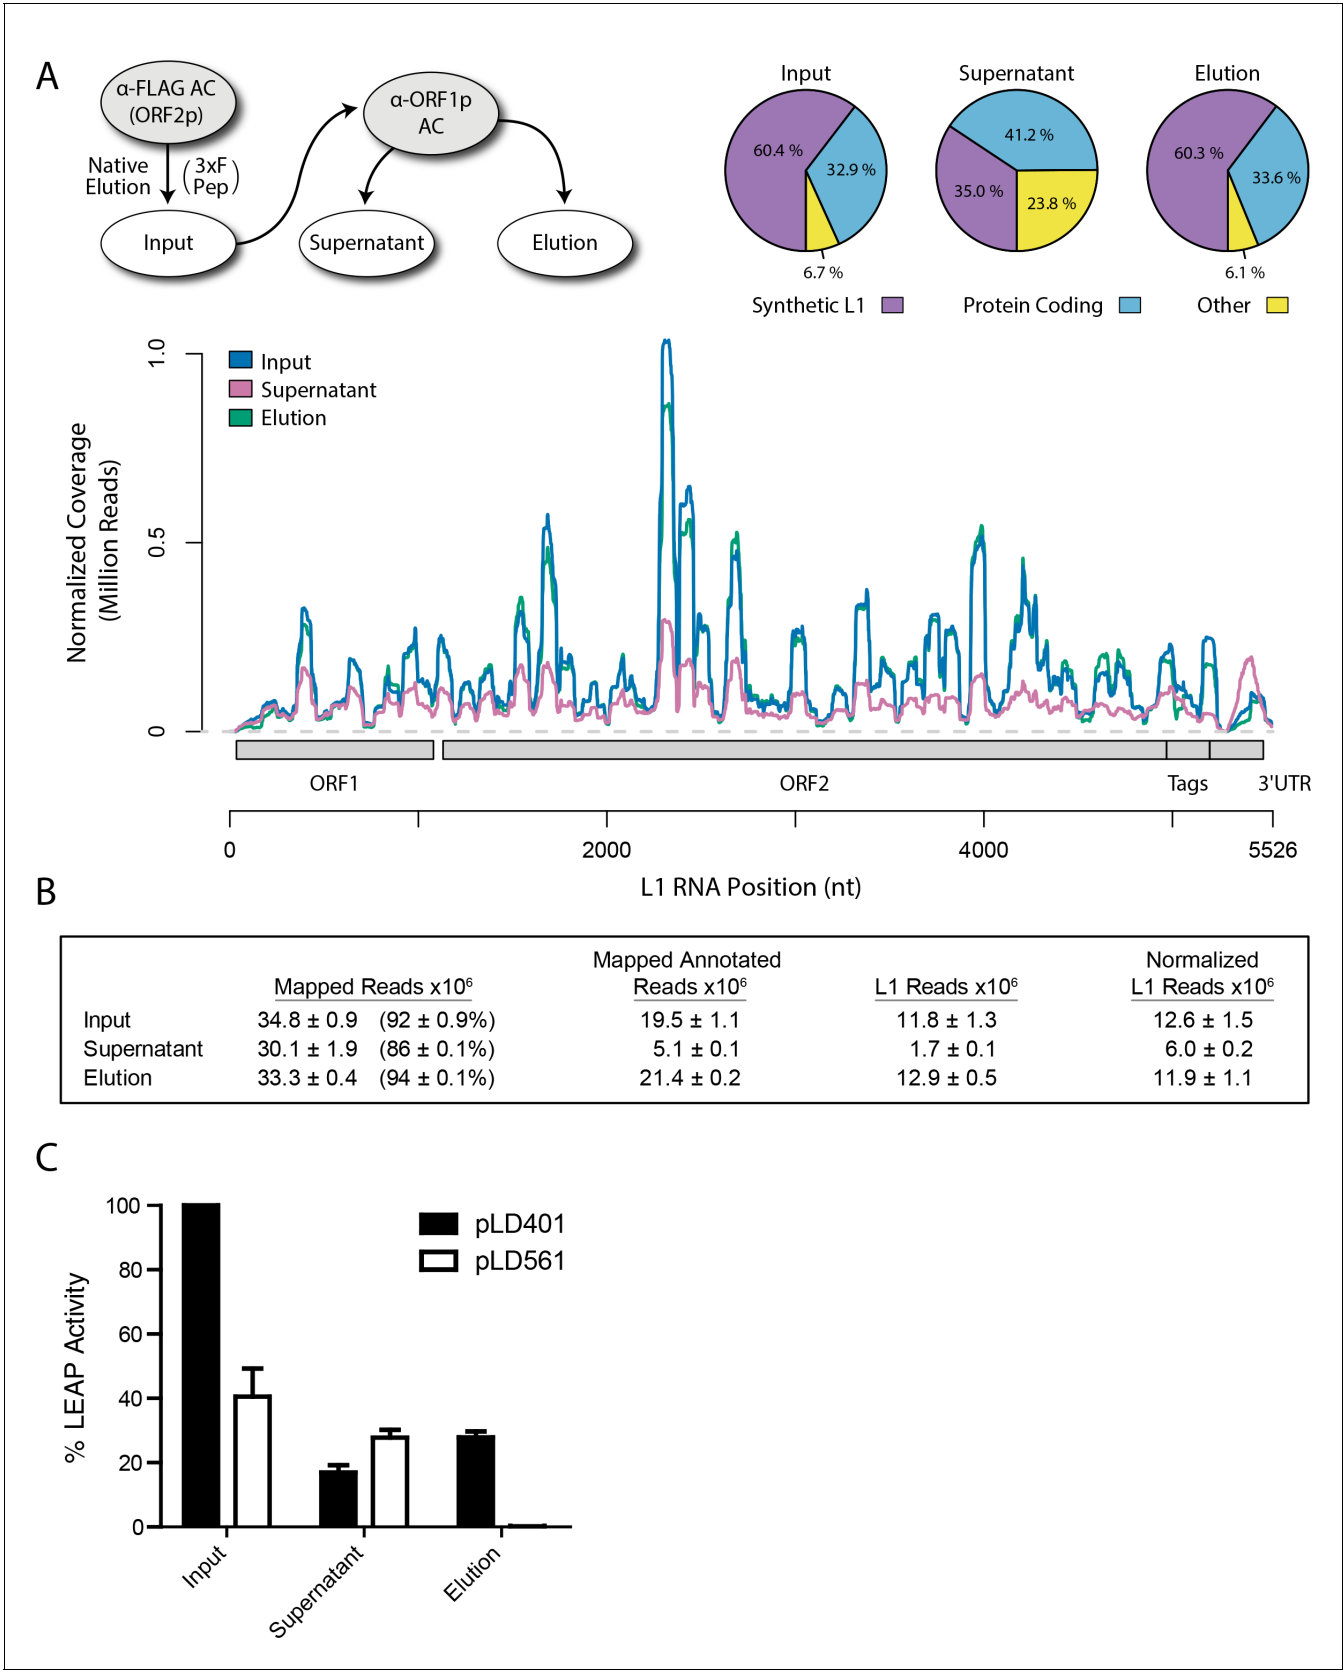 A
α-FLAG AC
(ORF2p)
Native
Elution
(3xF
Pep)
Input
α-ORF1p
AC
Supernatant
Elution
Input
60.4 %
32.9 %
6.7 %
Supernatant
41.2 %
35.0 %
23.8 %
Elution
60.3 %
33.6 %
6.1 %
Synthetic L1
Protein Coding
Other
Input
Supernatant
Elution
Normalized Coverage
(Million Reads)
1.0
0.5
0
ORF1
ORF2
Tags
3'UTR
0
2000
4000
5526
L1 RNA Position (nt)
B
Mapped Annotated
Normalized
Mapped Reads x10⁶
Reads x10⁶
L1 Reads x10⁶
L1 Reads x10⁶
Input 34.8 ± 0.9 (92 ± 0.9%) 19.5 ± 1.1 11.8 ± 1.3 12.6 ± 1.5
Supernatant 30.1 ± 1.9 (86 ± 0.1%) 5.1 ± 0.1 1.7 ± 0.1 6.0 ± 0.2
Elution 33.3 ± 0.4 (94 ± 0.1%) 21.4 ± 0.2 12.9 ± 0.5 11.9 ± 1.1
C
% LEAP Activity
100
80
60
40
20
0
pLD401
pLD561
Input
Supernatant
Elution